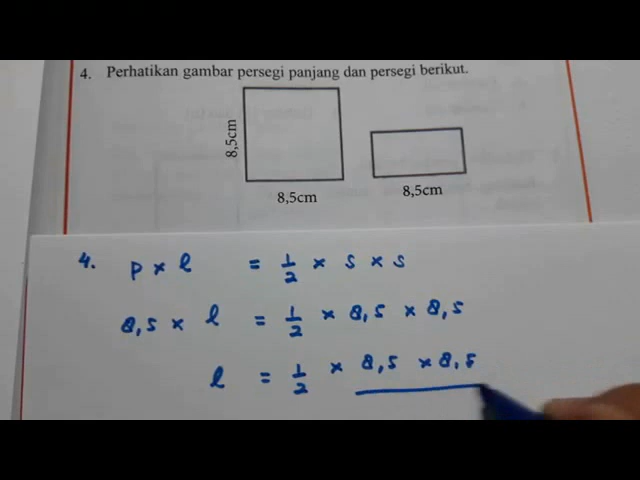 4. Perhatikan gambar persegi panjang dan persegi berikut.
8,5cm
8,5cm
8,5cm
4. p × l = 1/2 × s × s
8,5 × l = 1/2 × 8,5 × 8,5
l = 1/2 × 8,5 × 8,5